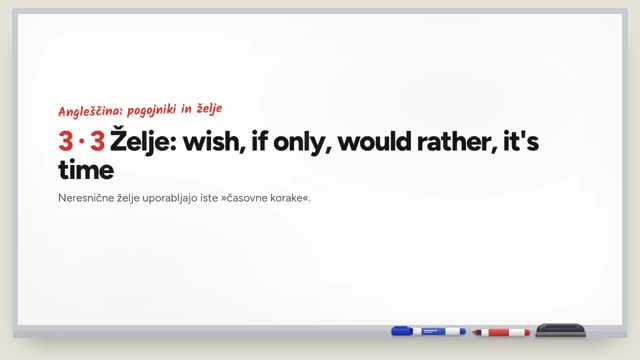 Angleščina: pogojniki in želje
3 · 3 Želje: wish, if only, would rather, it's
time
Neresnične želje uporabljajo iste »časovne korake«.